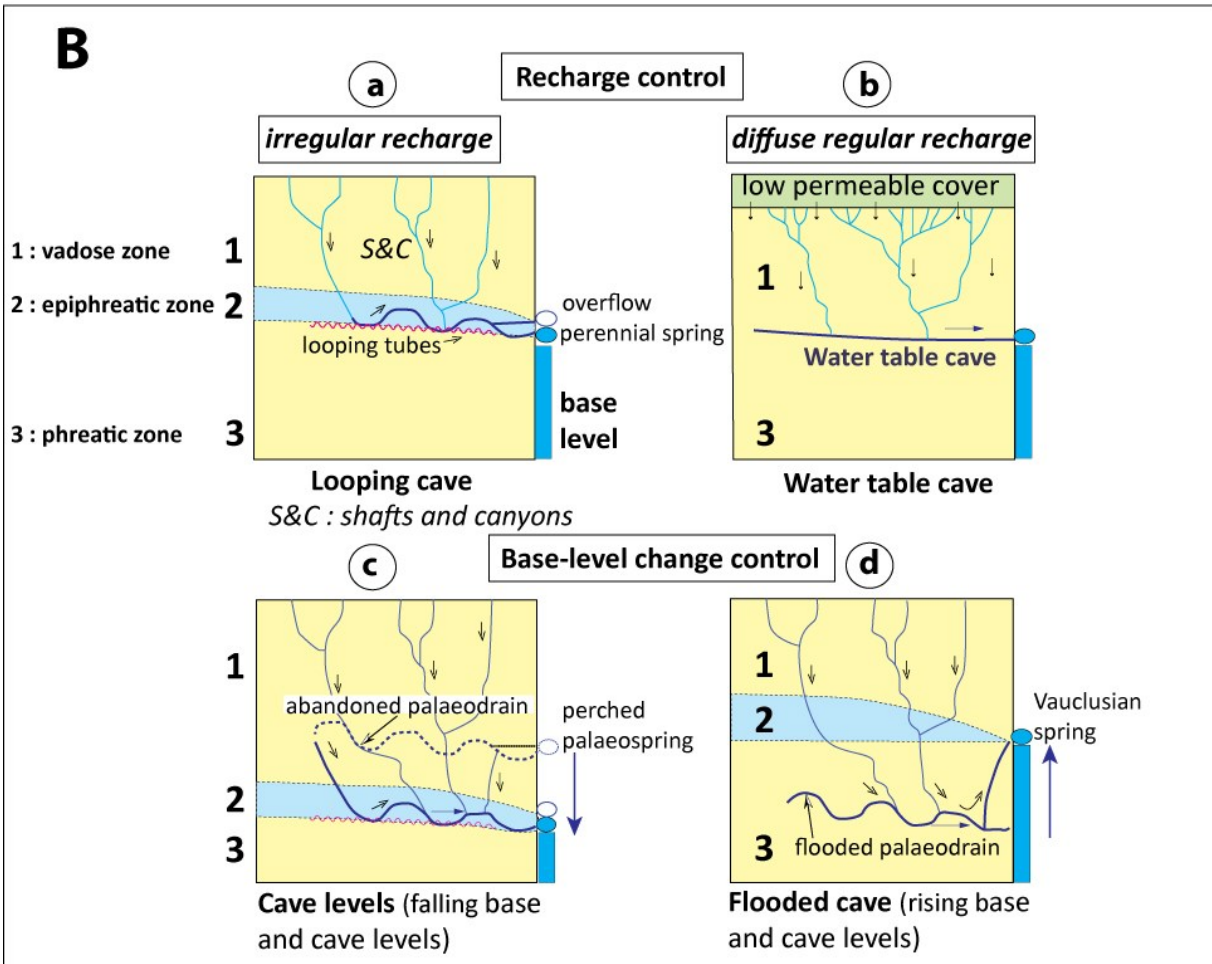 B
a
Recharge control
b
irregular recharge
diffuse regular recharge
low permeable cover
1 : vadose zone
1
S&C
1
2 : epiphreatic zone
2
overflow
perennial spring
looping tubes
Water table cave
3 : phreatic zone
3
base
level
3
Looping cave
Water table cave
S&C : shafts and canyons
c
Base-level change control
d
1
abandoned palaeodrain
perched
palaeospring
2
3
1
2
Vauclusian
spring
3
flooded palaeodrain
Cave levels (falling base
and cave levels)
Flooded cave (rising base
and cave levels)